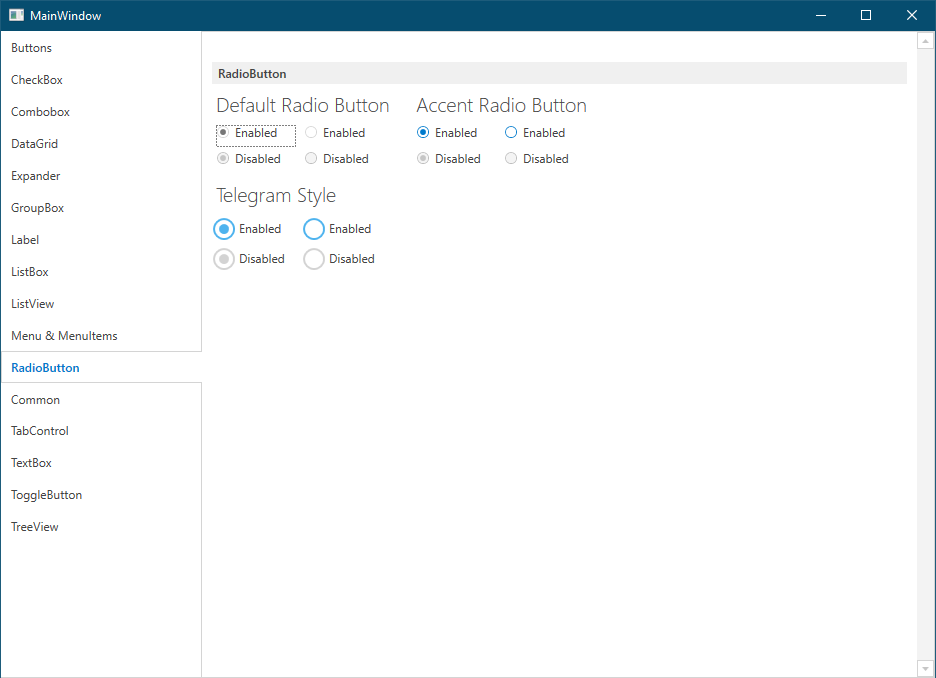 MainWindow
Buttons
CheckBox
Combobox
DataGrid
Expander
GroupBox
Label
ListBox
ListView
Menu & MenuItems
RadioButton
Common
TabControl
TextBox
ToggleButton
TreeView
RadioButton
Default Radio Button Accent Radio Button
Enabled Enabled Enabled Enabled
Disabled Disabled Disabled Disabled
Telegram Style
Enabled Enabled
Disabled Disabled